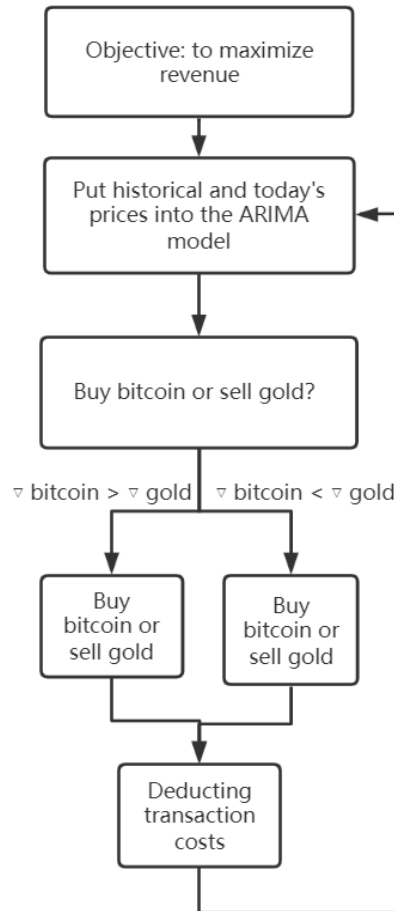 Objective: to maximize
revenue
Put historical and today's
prices into the ARIMA
model
Buy bitcoin or sell gold?
▽ bitcoin > ▽ gold
▽ bitcoin < ▽ gold
Buy
bitcoin or
sell gold
Buy
bitcoin or
sell gold
Deducting
transaction
costs